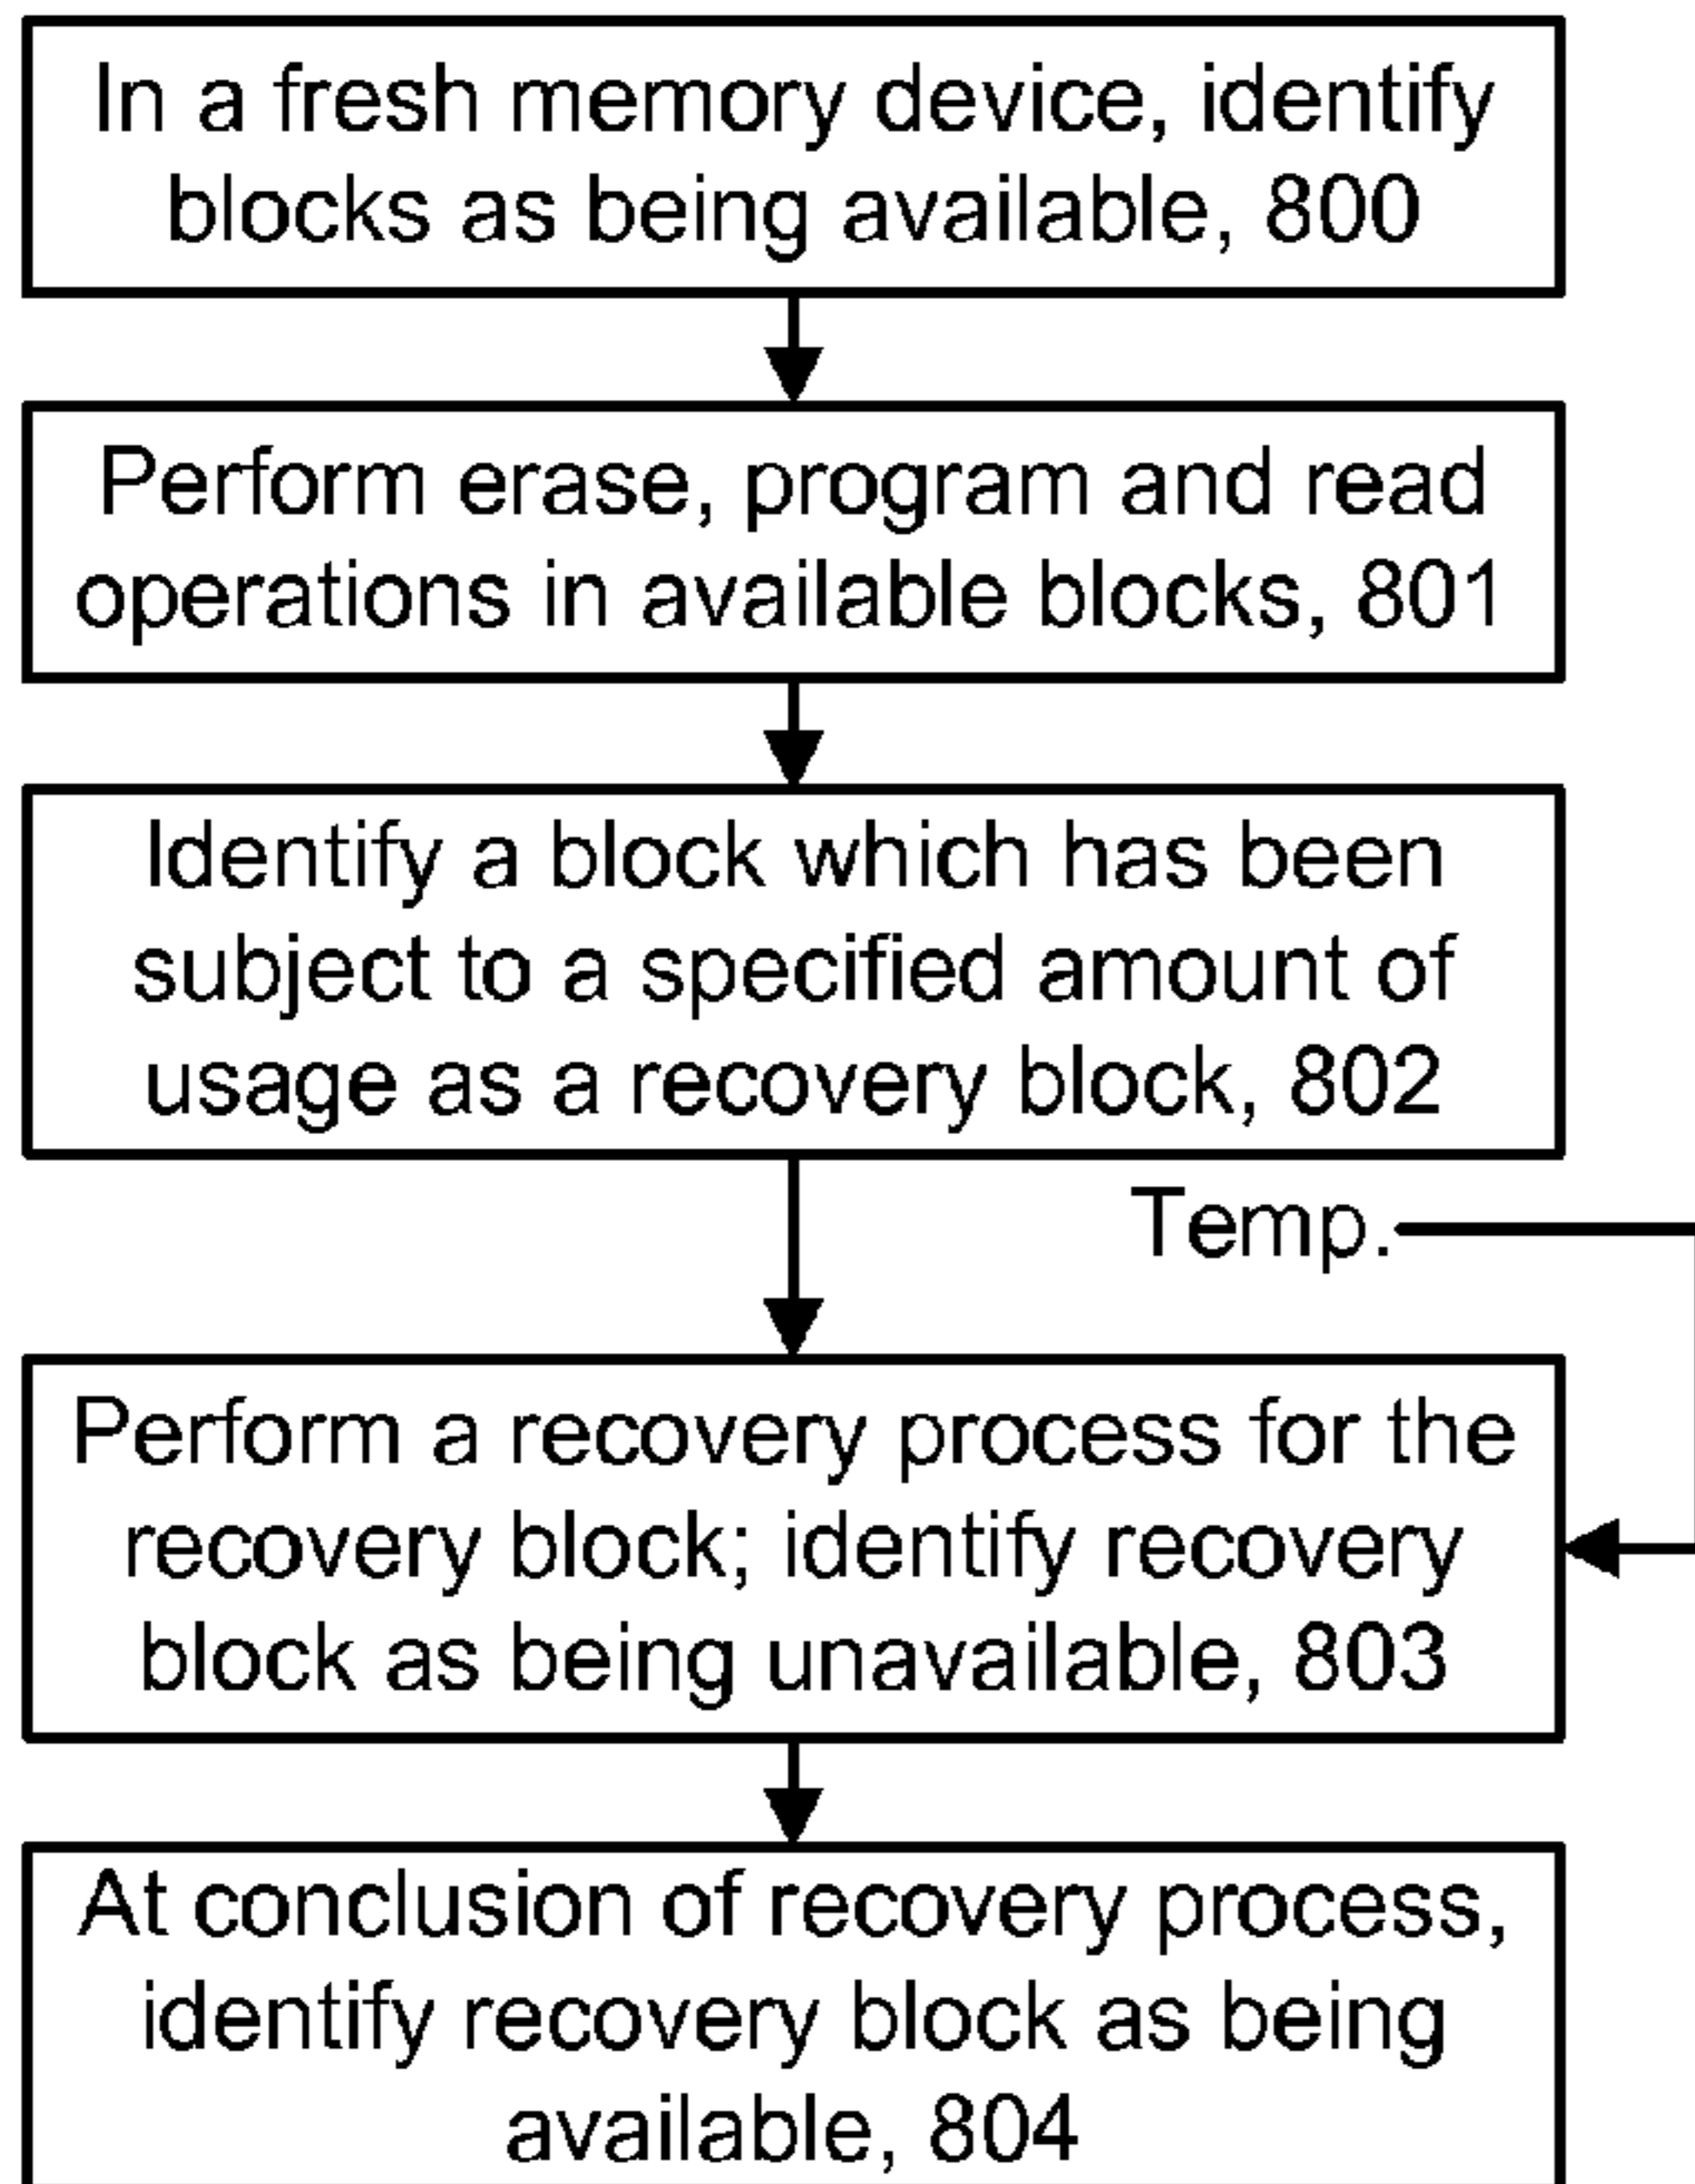 In a fresh memory device, identify
blocks as being available, 800
Perform erase, program and read
operations in available blocks, 801
Identify a block which has been
subject to a specified amount of
usage as a recovery block, 802
Temp.
Perform a recovery process for the
recovery block; identify recovery
block as being unavailable, 803
At conclusion of recovery process,
identify recovery block as being
available, 804